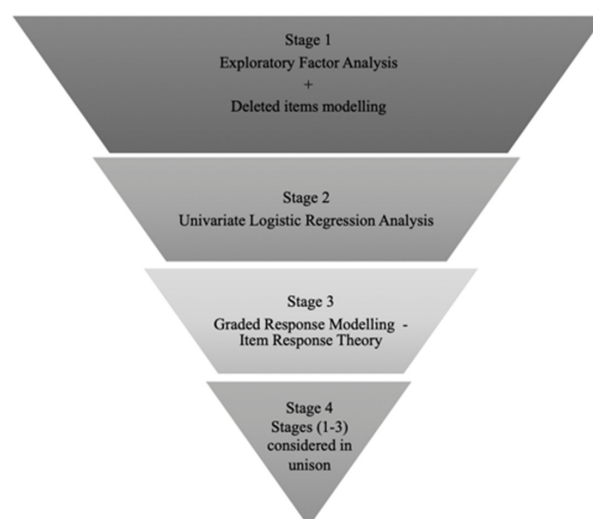 Stage 1
Exploratory Factor Analysis
+
Deleted items modelling
Stage 2
Univariate Logistic Regression Analysis
Stage 3
Graded Response Modelling -
Item Response Theory
Stage 4
Stages (1-3)
considered in
unison